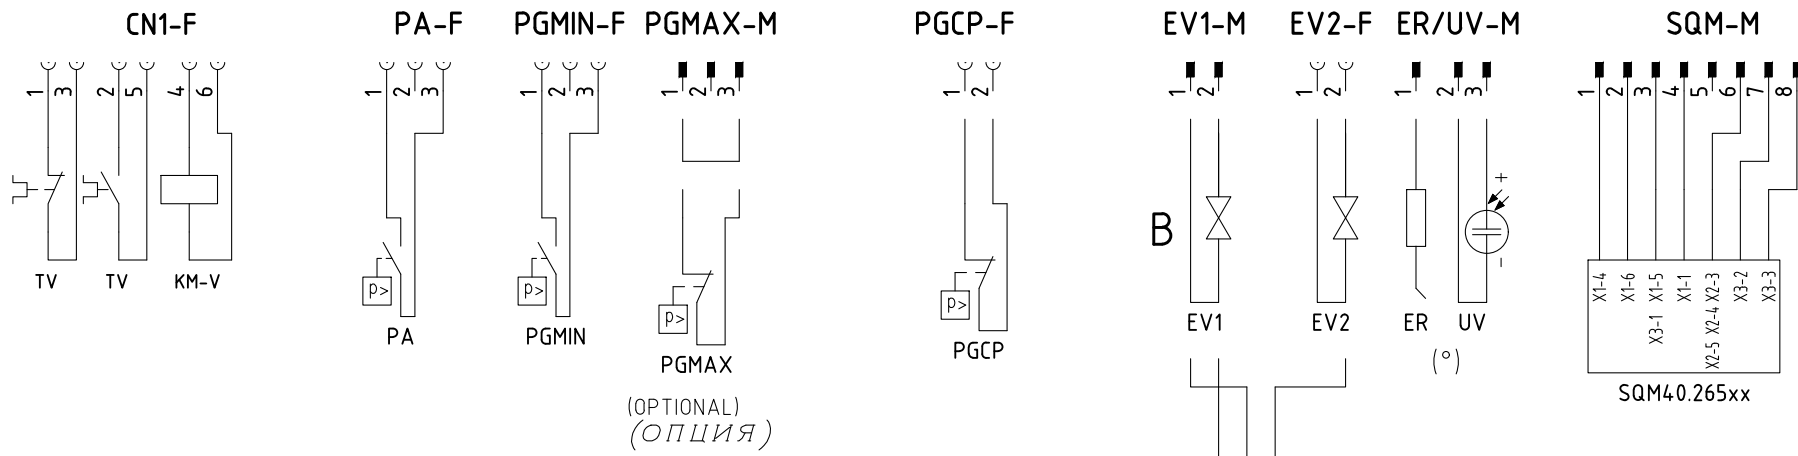 CN1-F PA-F PGMIN-F PGMAX-M PGCP-F EV1-M EV2-F ER/UV-M SQM-M
1 3 2 5 4 6 1 2 3 1 2 3 1 2 3 1 2 1 2 1 2 1 2 3 1 2 3 4 5 6 7 8
B
+
-
TV TV KM-V
p> p> p> p>
X1-4 X1-6 X3-1 X1-5 X1-1 X2-5 X2-4 X2-3 X3-2 X3-3
PA PGMIN PGMAX PGCP EV1 EV2 ER UV
(°)
SQM40.265xx
(OPTIONAL)
(ОПЦИЯ)